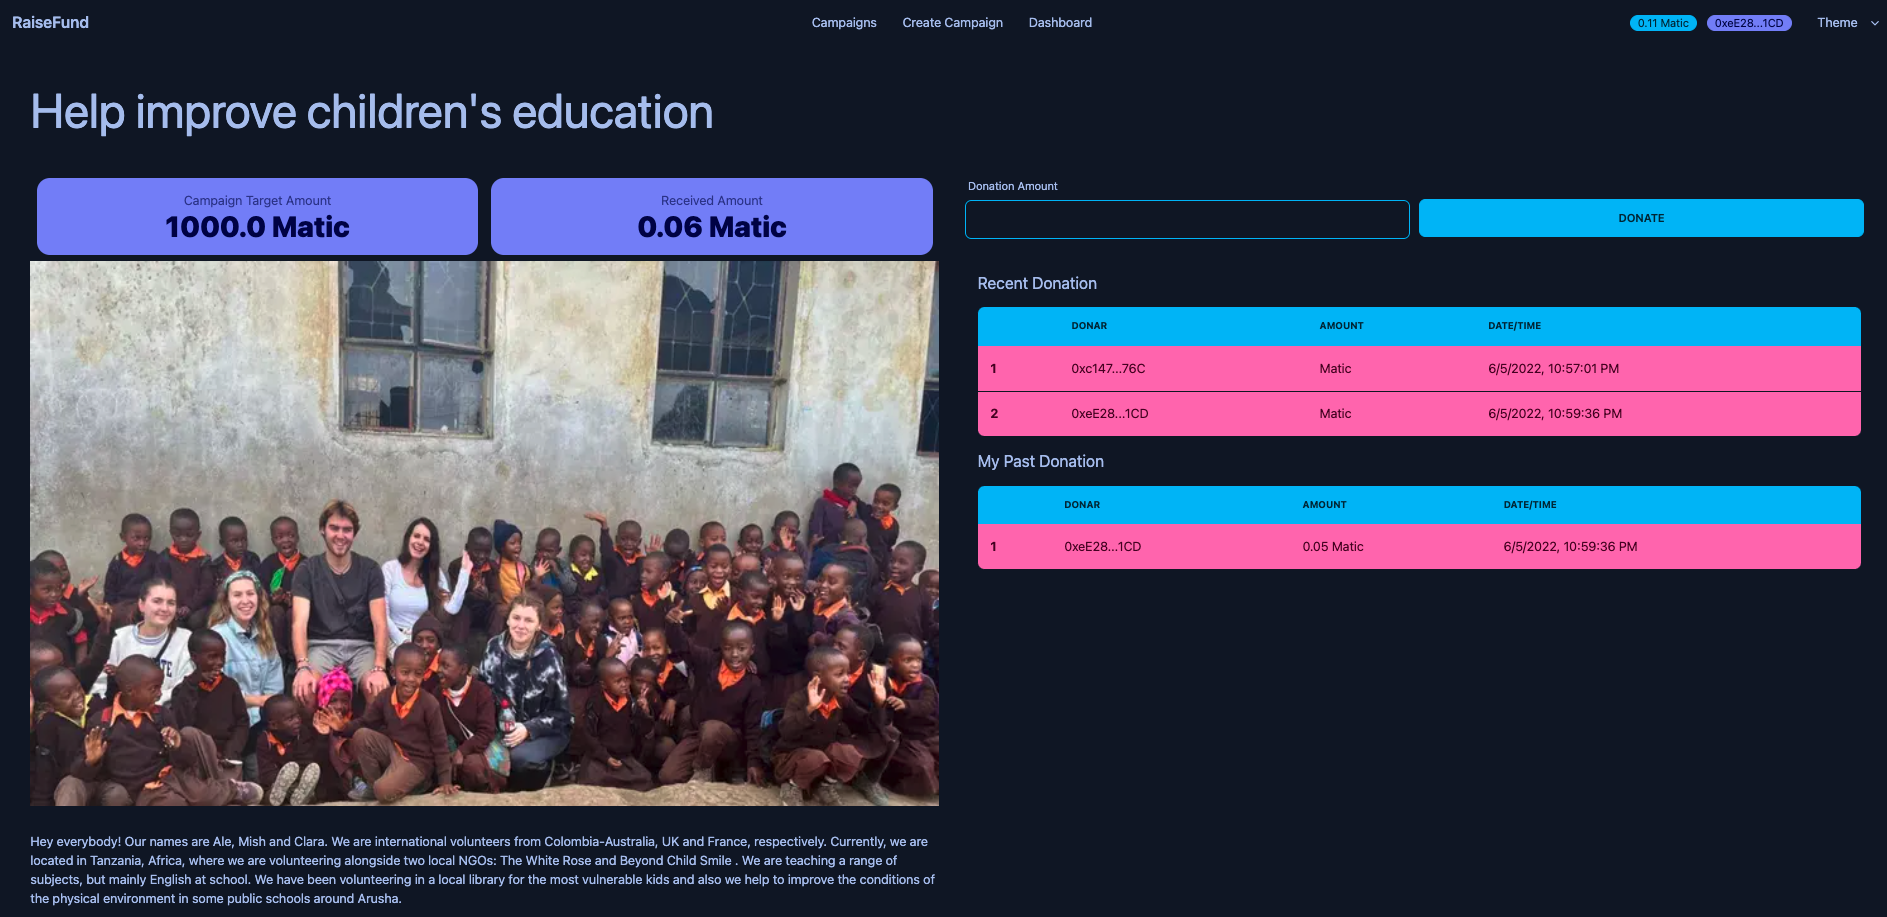 RaiseFund
Campaigns
Create Campaign
Dashboard
0.11 Matic
0xeE28...1CD
Theme
Help improve children's education
Campaign Target Amount
1000.0 Matic
Received Amount
0.06 Matic
Donation Amount
DONATE
Recent Donation
DONAR AMOUNT DATE/TIME
1 0xc147...76C Matic 6/5/2022, 10:57:01 PM
2 0xeE28...1CD Matic 6/5/2022, 10:59:36 PM
My Past Donation
DONAR AMOUNT DATE/TIME
1 0xeE28...1CD 0.05 Matic 6/5/2022, 10:59:36 PM
Hey everybody! Our names are Ale, Mish and Clara. We are international volunteers from Colombia-Australia, UK and France, respectively. Currently, we are
located in Tanzania, Africa, where we are volunteering alongside two local NGOs: The White Rose and Beyond Child Smile . We are teaching a range of
subjects, but mainly English at school. We have been volunteering in a local library for the most vulnerable kids and also we help to improve the conditions of
the physical environment in some public schools around Arusha.